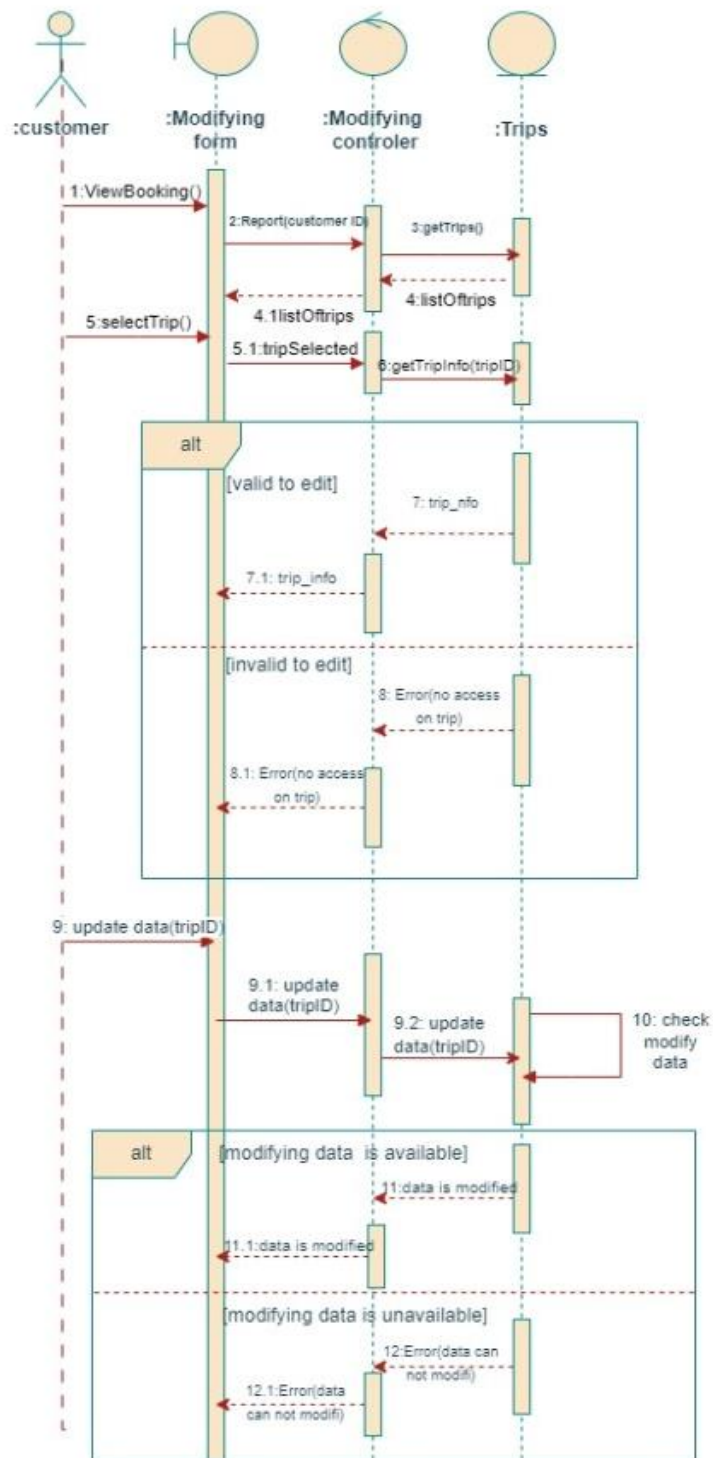 :customer
:Modifying
form
:Modifying
controler
:Trips
1:ViewBooking()
2:Report(customer ID)
3:getTrips()
4:listOftrips
4.1listOftrips
5:selectTrip()
5.1:tripSelected
6:getTripInfo(tripID)
alt
[valid to edit]
7: trip_nfo
7.1: trip_info
[invalid to edit]
8: Error(no access
on trip)
8.1: Error(no access
on trip)
9: update data(tripID)
9.1: update
data(tripID)
9.2: update
data(tripID)
10: check
modify
data
alt
[modifying data is available]
11:data is modified
11.1:data is modified
[modifying data is unavailable]
12:Error(data can
not modifi)
12.1:Error(data
can not modifi)